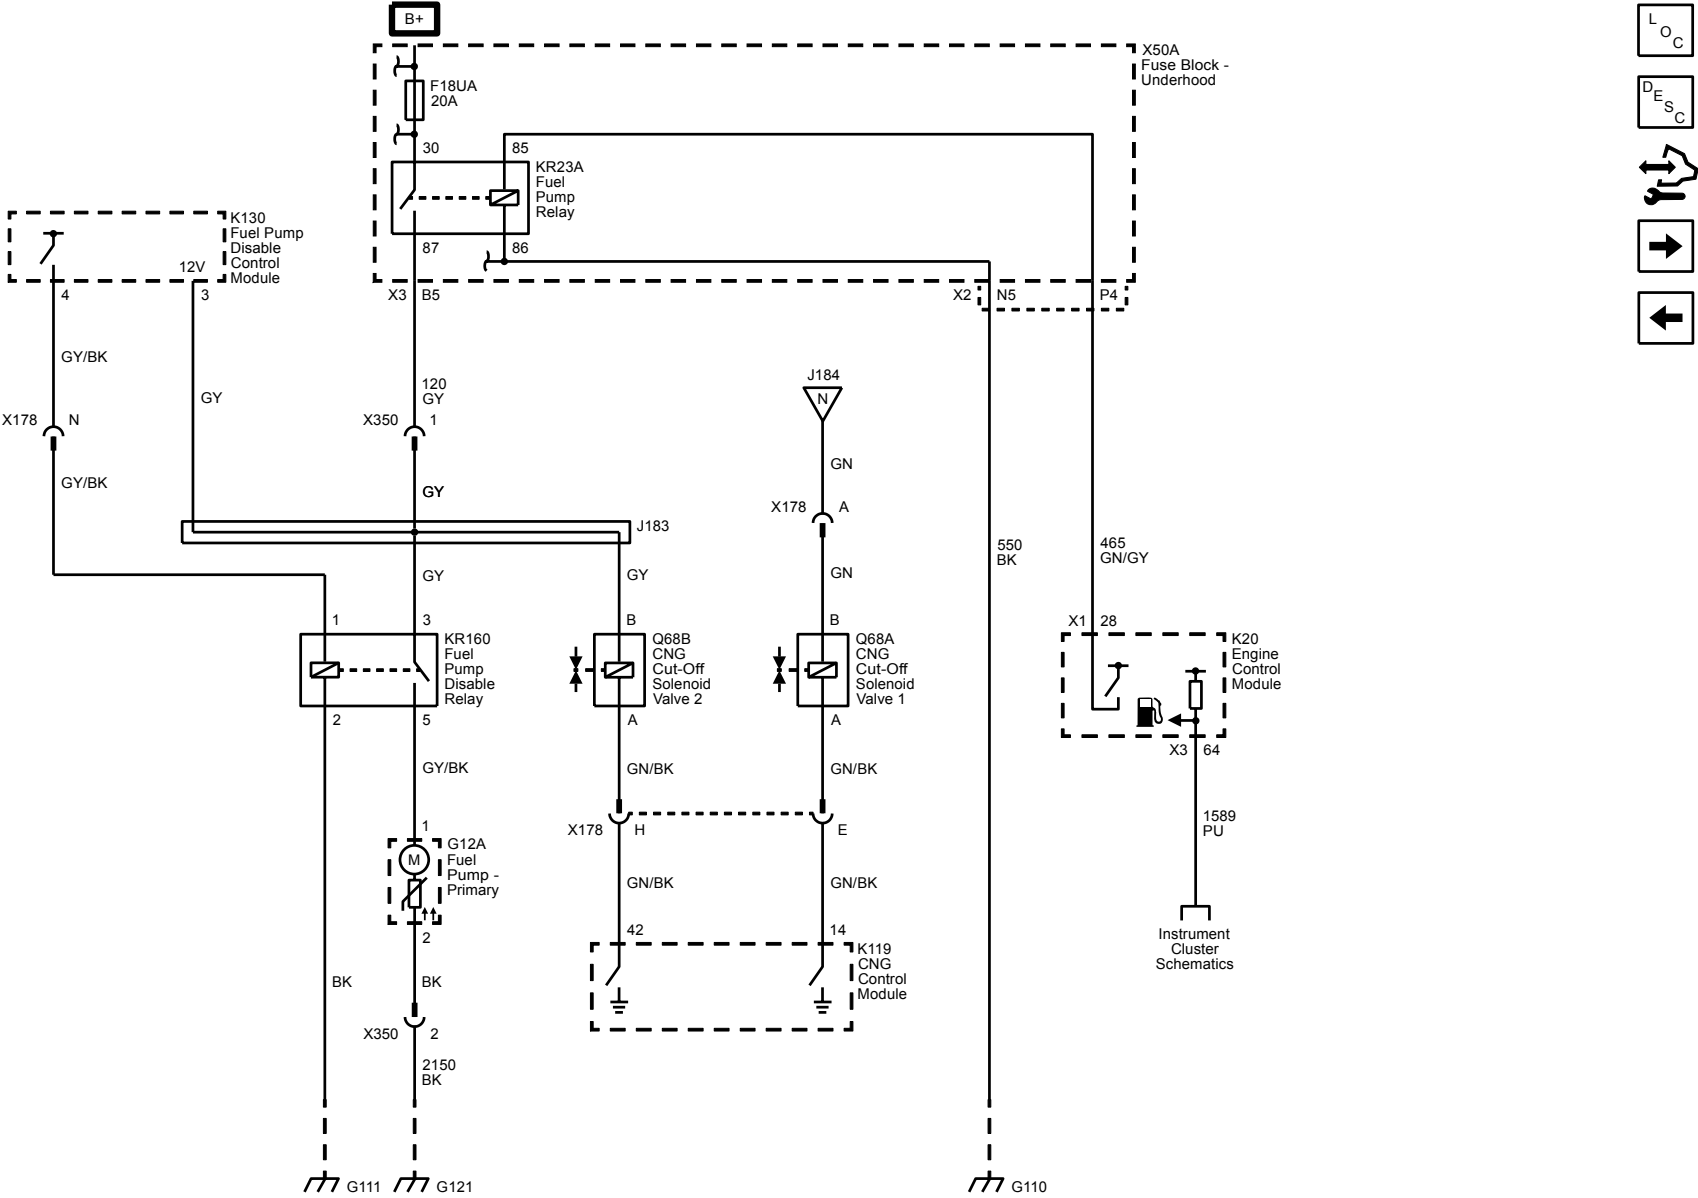 B+
X50A
Fuse Block -
Underhood
F18UA
20A
30
85
KR23A
Fuel
Pump
Relay
87
86
K130
Fuel Pump
Disable
Control
Module
12V
4
3
X3
B5
X2
N5
P4
GY/BK
GY
120
GY
X178
N
X350
1
J184
N
GY/BK
GY
GN
X178
A
J183
GY
GY
GN
550
BK
465
GN/GY
1
3
B
B
X1
28
KR160
Fuel
Pump
Disable
Relay
Q68B
CNG
Cut-Off
Solenoid
Valve 2
Q68A
CNG
Cut-Off
Solenoid
Valve 1
K20
Engine
Control
Module
2
5
A
A
X3
64
GY/BK
GN/BK
GN/BK
1589
PU
1
X178
H
E
G12A
Fuel
Pump -
Primary
M
GN/BK
GN/BK
2
42
14
K119
CNG
Control
Module
Instrument
Cluster
Schematics
BK
BK
X350
2
2150
BK
G111
G121
G110
L
O
C
D
E
S
C